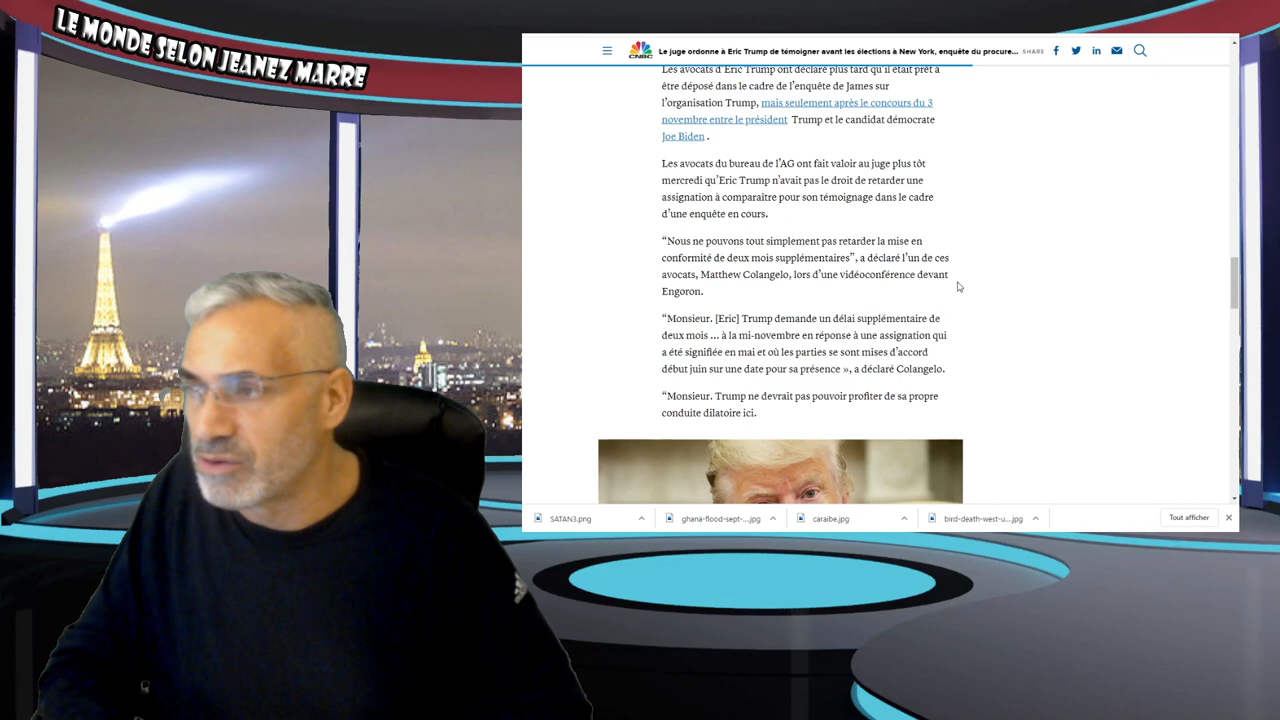 LE MONDE SELON JEANEZ MARRE
CNBC
Le juge ordonne à Eric Trump de témoigner avant les élections à New York, enquête du procure...
SHARE
Les avocats d'Eric Trump ont déclaré plus tard qu'il était prêt à
être déposé dans le cadre de l'enquête de James sur
l'organisation Trump, mais seulement après le concours du 3
novembre entre le président Trump et le candidat démocrate
Joe Biden .
Les avocats du bureau de l'AG ont fait valoir au juge plus tôt
mercredi qu'Eric Trump n'avait pas le droit de retarder une
assignation à comparaître pour son témoignage dans le cadre
d'une enquête en cours.
“Nous ne pouvons tout simplement pas retarder la mise en
conformité de deux mois supplémentaires”, a déclaré l'un de ces
avocats, Matthew Colangelo, lors d'une vidéoconférence devant
Engoron.
“Monsieur. [Eric] Trump demande un délai supplémentaire de
deux mois ... à la mi-novembre en réponse à une assignation qui
a été signifiée en mai et où les parties se sont mises d'accord
début juin sur une date pour sa présence », a déclaré Colangelo.
“Monsieur. Trump ne devrait pas pouvoir profiter de sa propre
conduite dilatoire ici.
SATAN3.png
ghana-flood-sept-....jpg
caraibe.jpg
bird-death-west-u....jpg
Tout afficher